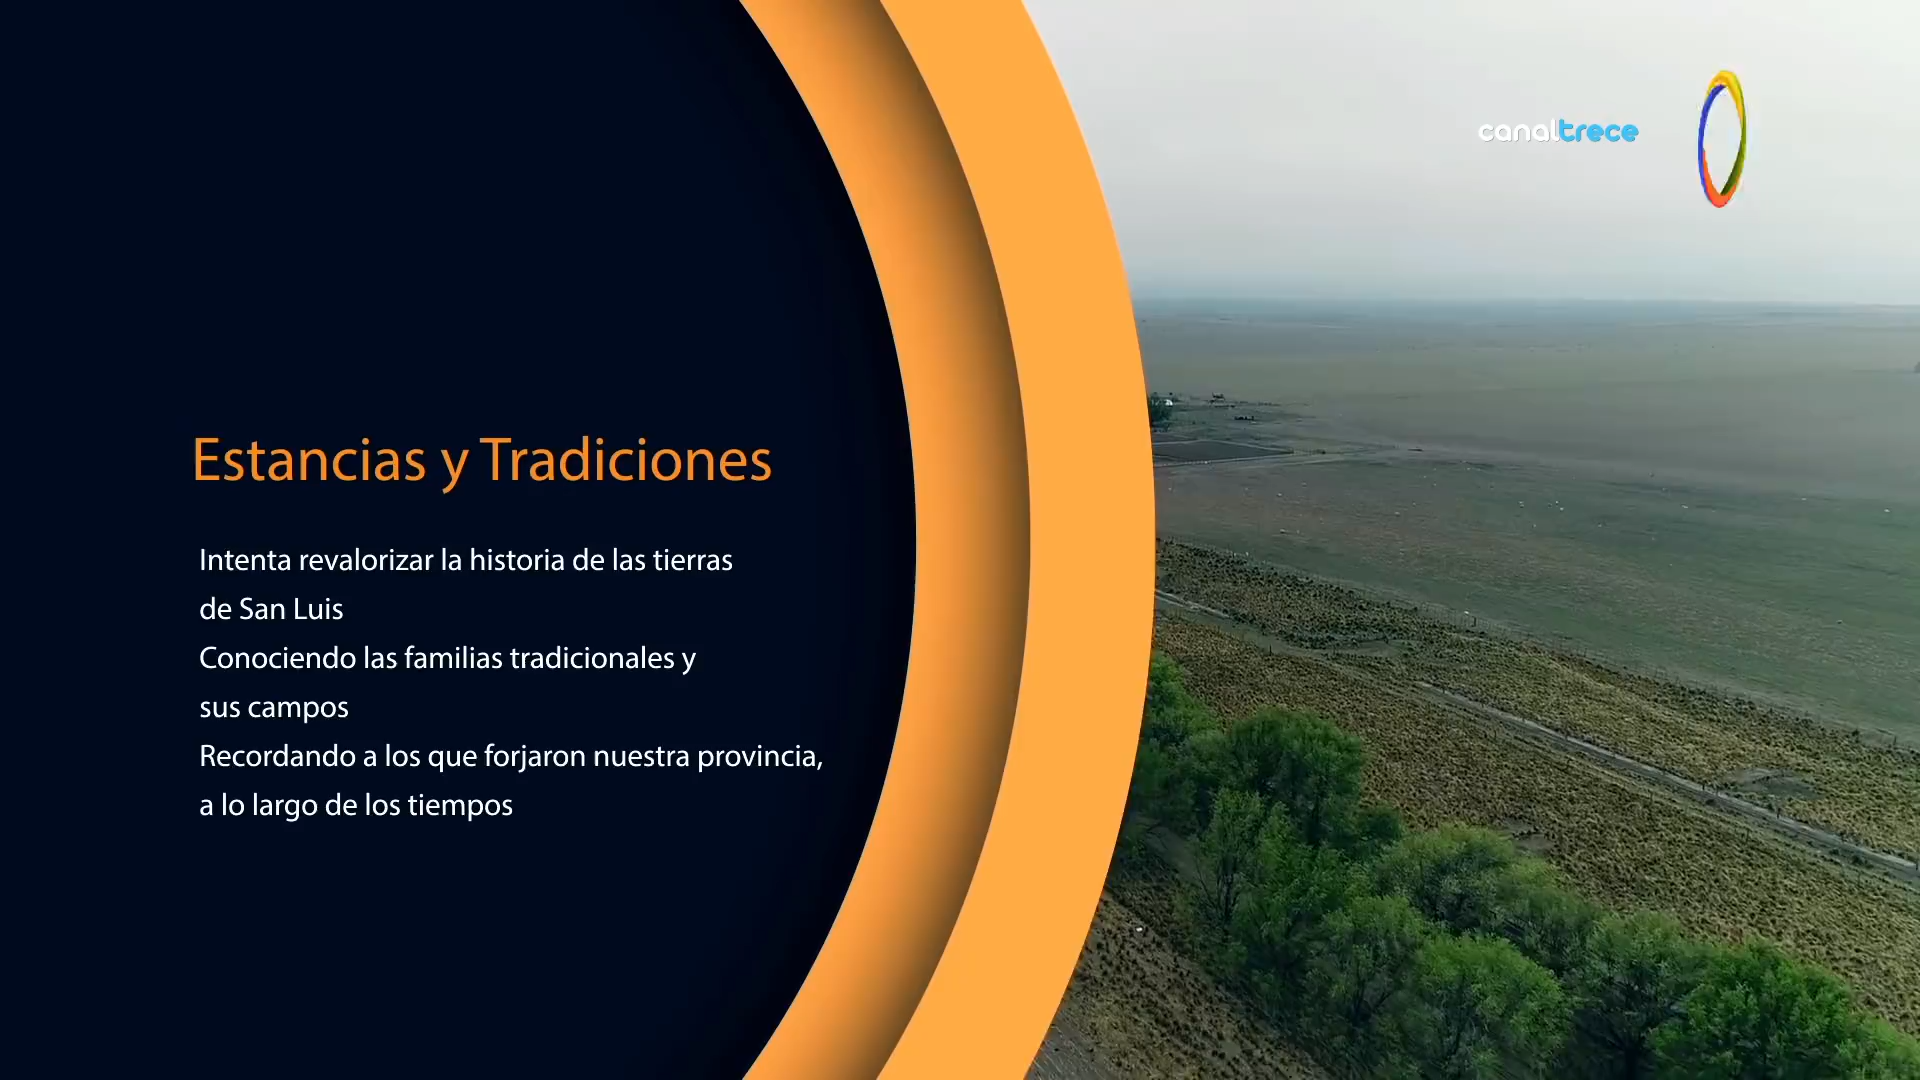 canaltrece
Estancias y Tradiciones
Intenta revalorizar la historia de las tierras
de San Luis
Conociendo las familias tradicionales y
sus campos
Recordando a los que forjaron nuestra provincia,
a lo largo de los tiempos